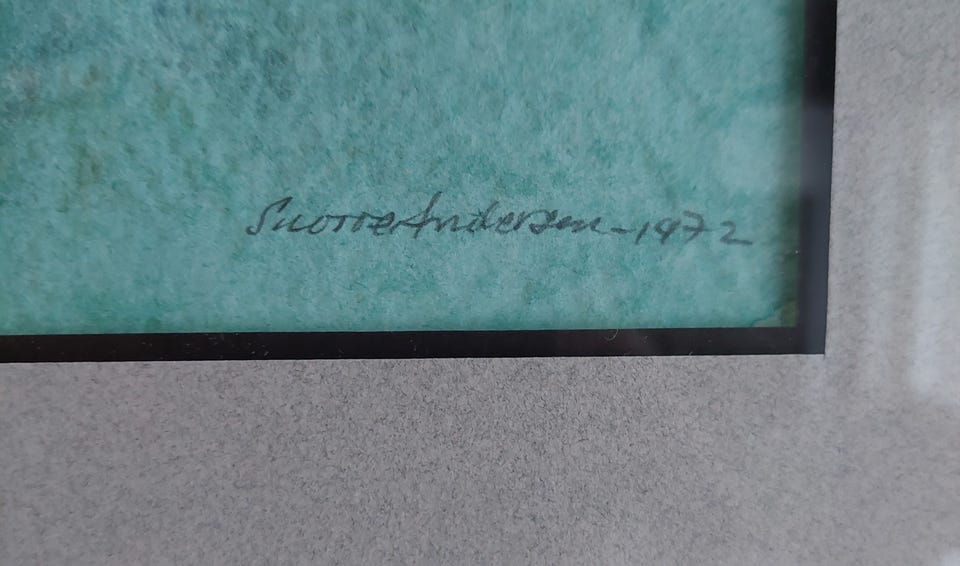 Snorre Andersen - 1972